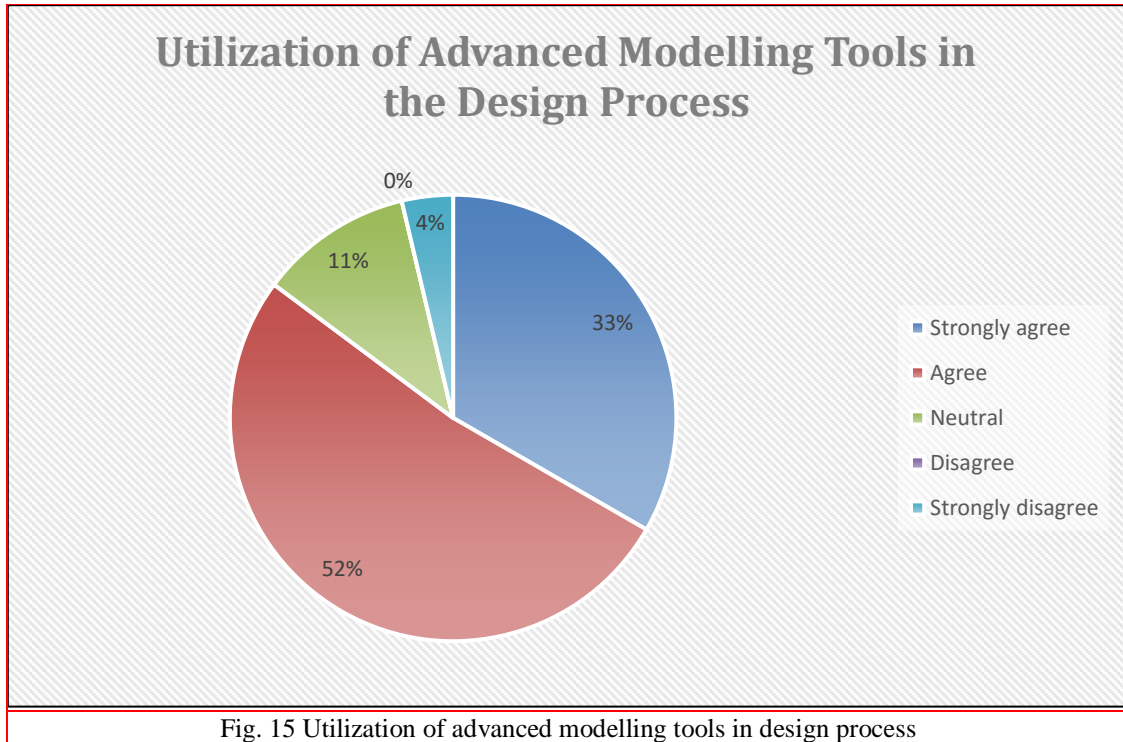 Utilization of Advanced Modelling Tools in
the Design Process
0%
4%
11%
33%
52%
Strongly agree
Agree
Neutral
Disagree
Strongly disagree
Fig. 15 Utilization of advanced modelling tools in design process